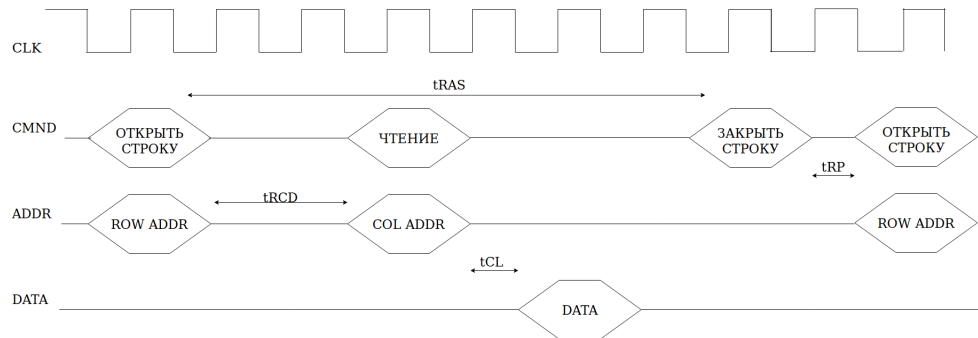 CLK
tRAS
CMND
ОТКРЫТЬ
СТРОКУ
ЧТЕНИЕ
ЗАКРЫТЬ
СТРОКУ
ОТКРЫТЬ
СТРОКУ
tRP
tRCD
ADDR
ROW ADDR
COL ADDR
ROW ADDR
tCL
DATA
DATA